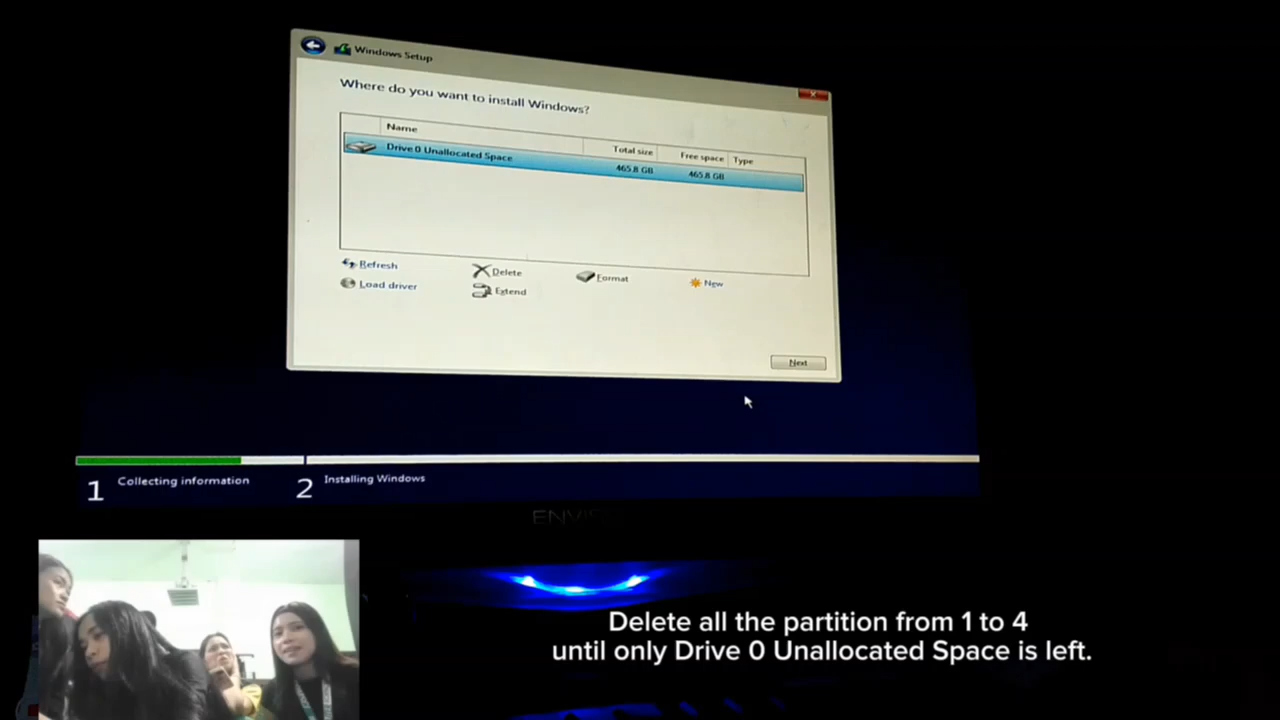 Windows Setup
Where do you want to install Windows?
Name Total size Free space Type
Drive 0 Unallocated Space 465.8 GB 465.8 GB
Refresh Delete Format New
Load driver Extend
Next
1 Collecting information 2 Installing Windows
Delete all the partition from 1 to 4
until only Drive 0 Unallocated Space is left.